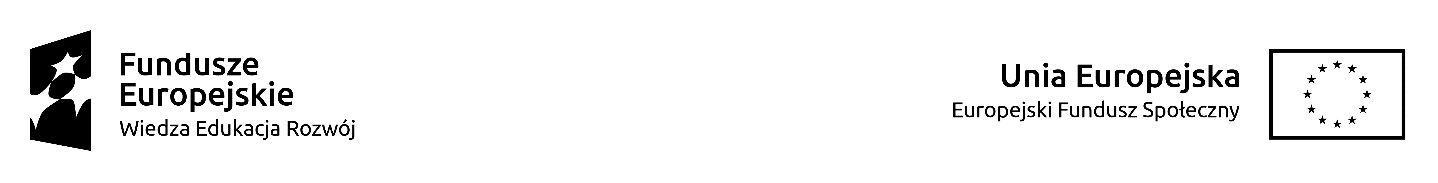 Fundusze
Europejskie
Wiedza Edukacja Rozwój
Unia Europejska
Europejski Fundusz Społeczny